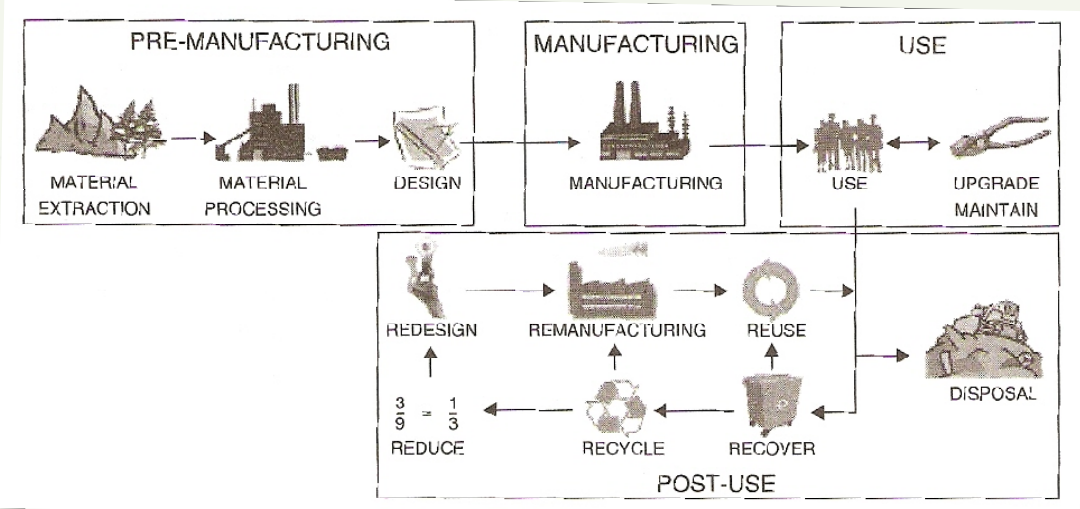 PRE-MANUFACTURING
MATERIAL
EXTRACTION
MATERIAL
PROCESSING
DESIGN
MANUFACTURING
MANUFACTURING
USE
USE
UPGRADE
MAINTAIN
REDESIGN
REMANUFACTURING
REUSE
DISPOSAL
3/9 = 1/3
REDUCE
RECYCLE
RECOVER
POST-USE